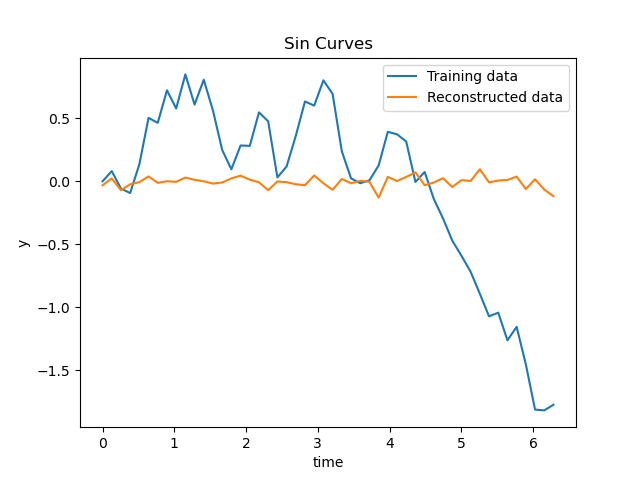 Sin Curves
Training data
Reconstructed data
0.5
0.0
−0.5
−1.0
−1.5
y
0 1 2 3 4 5 6
time